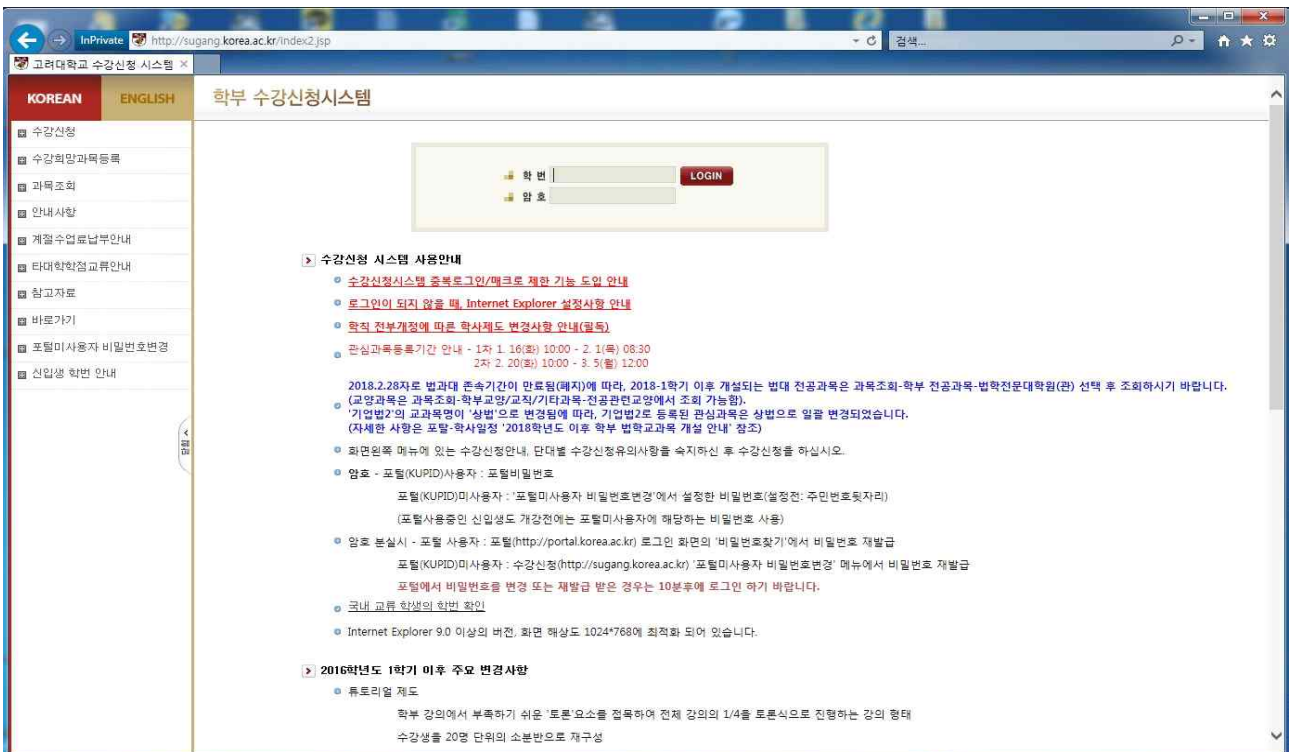 InPrivate http://sugang.korea.ac.kr/index2.jsp 검색...
고려대학교 수강신청 시스템
KOREAN ENGLISH
학부 수강신청시스템
수강신청
수강희망과목등록
과목조회
안내사항
계절수업료납부안내
타대학학점교류안내
참고자료
바로가기
포털미사용자 비밀번호변경
신입생 학번 안내
닫힘
학 번 LOGIN
암 호
수강신청 시스템 사용안내
수강신청시스템 중복로그인/매크로 제한 기능 도입 안내
로그인이 되지 않을 때, Internet Explorer 설정사항 안내
학칙 전부개정에 따른 학사제도 변경사항 안내(필독)
관심과목등록기간 안내 - 1차 1. 16(화) 10:00 - 2. 1(목) 08:30
2차 2. 20(화) 10:00 - 3. 5(월) 12:00
2018.2.28자로 법과대 존속기간이 만료됨(폐지)에 따라, 2018-1학기 이후 개설되는 법대 전공과목은 과목조회-학부 전공과목-법학전문대학원(관) 선택 후 조회하시기 바랍니다.
(교양과목은 과목조회-학부교양/교직/기타과목-전공관련교양에서 조회 가능함).
'기업법2'의 교과목명이 '상법'으로 변경됨에 따라, 기업법2로 등록된 관심과목은 상법으로 일괄 변경되었습니다.
(자세한 사항은 포탈-학사일정 '2018학년도 이후 학부 법학교과목 개설 안내' 참조)
화면왼쪽 메뉴에 있는 수강신청안내, 단대별 수강신청유의사항을 숙지하신 후 수강신청을 하십시오.
암호 - 포털(KUPID)사용자 : 포털비밀번호
포털(KUPID)미사용자 : '포털미사용자 비밀번호변경'에서 설정한 비밀번호(설정전: 주민번호뒷자리)
(포털사용중인 신입생도 개강전에는 포털미사용자에 해당하는 비밀번호 사용)
암호 분실시 - 포털 사용자 : 포털(http://portal.korea.ac.kr) 로그인 화면의 '비밀번호찾기'에서 비밀번호 재발급
포털(KUPID)미사용자 : 수강신청(http://sugang.korea.ac.kr) '포털미사용자 비밀번호변경' 메뉴에서 비밀번호 재발급
포털에서 비밀번호를 변경 또는 재발급 받은 경우는 10분후에 로그인 하기 바랍니다.
국내 교류 학생의 학번 확인
Internet Explorer 9.0 이상의 버전, 화면 해상도 1024*768에 최적화 되어 있습니다.
2016학년도 1학기 이후 주요 변경사항
튜토리얼 제도
학부 강의에서 부족하기 쉬운 '토론'요소를 접목하여 전체 강의의 1/4을 토론식으로 진행하는 강의 형태
수강생을 20명 단위의 소분반으로 재구성